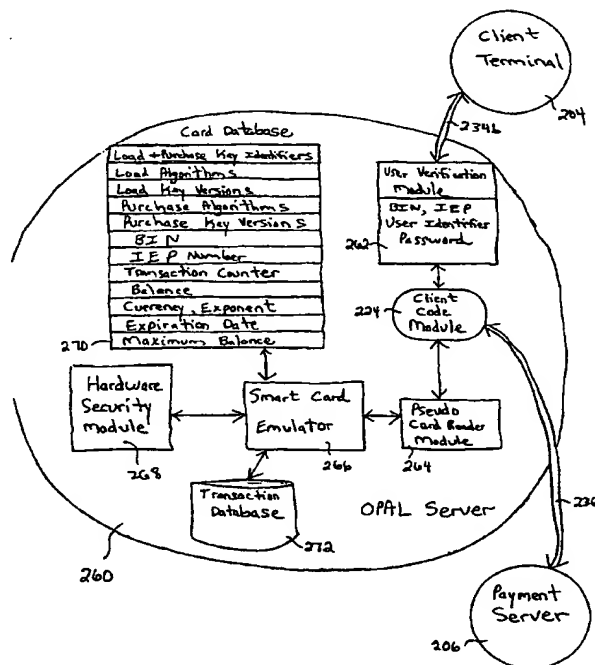 Client
Terminal
204
234b
Card Database
Load + Purchase Key Identifiers
Load Algorithms
Load Key Versions
Purchase Algorithms
Purchase Key Versions
BIN
IEP Number
Transaction Counter
Balance
Currency, Exponent
Expiration Date
Maximum Balance
270
User Verification
Module
BIN, IEP
User Identifier
Password
262
224
Client
Code
Module
Hardware
Security
Module
268
Smart Card
Emulator
266
Pseudo
Card Reader
Module
264
Transaction
Database
272
OPAL Server
236
260
Payment
Server
206